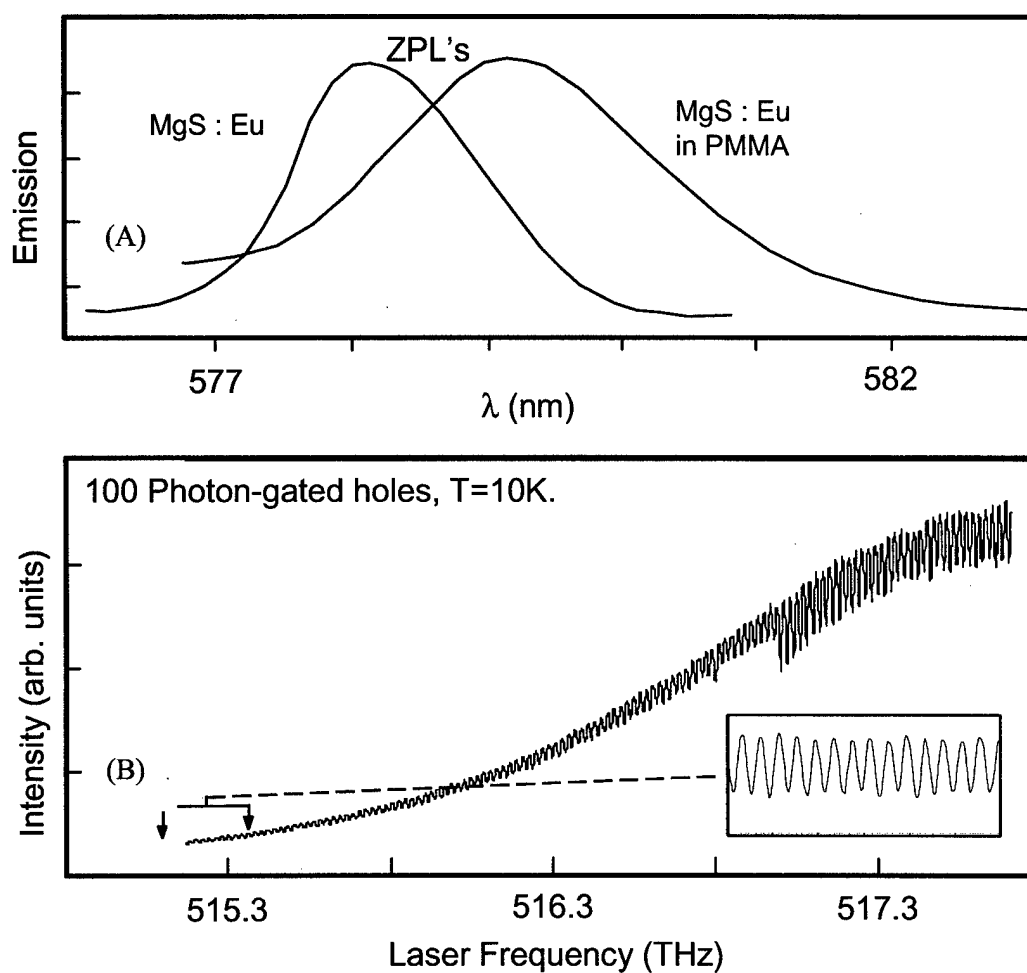 ZPL's
MgS : Eu
MgS : Eu
in PMMA
(A)
Emission
577
582
λ (nm)
100 Photon-gated holes, T=10K.
Intensity (arb. units)
(B)
515.3
516.3
517.3
Laser Frequency (THz)